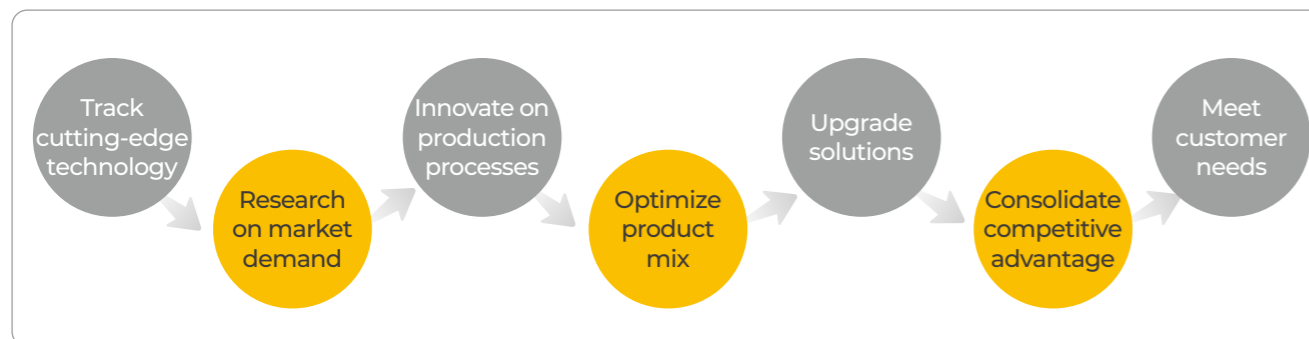 Track
cutting-edge
technology
Research
on market
demand
Innovate on
production
processes
Optimize
product
mix
Upgrade
solutions
Consolidate
competitive
advantage
Meet
customer
needs